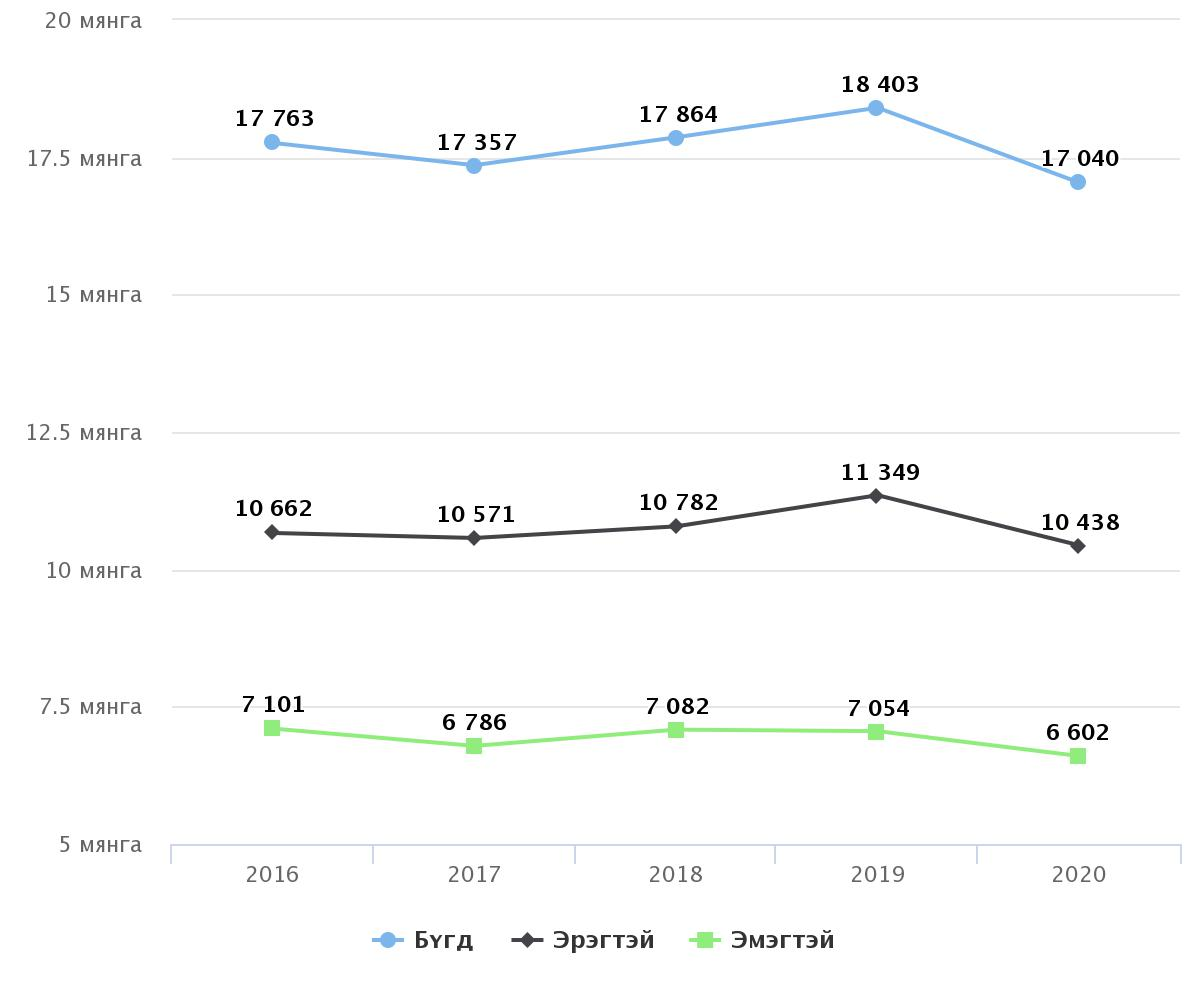 20 мянга
18 403
17 763
17 864
17 357
17.5 мянга
17 040
15 мянга
12.5 мянга
11 349
10 662
10 571
10 782
10 438
10 мянга
7.5 мянга
7 101
6 786
7 082
7 054
6 602
5 мянга
2016 2017 2018 2019 2020
Бүгд Эрэгтэй Эмэгтэй